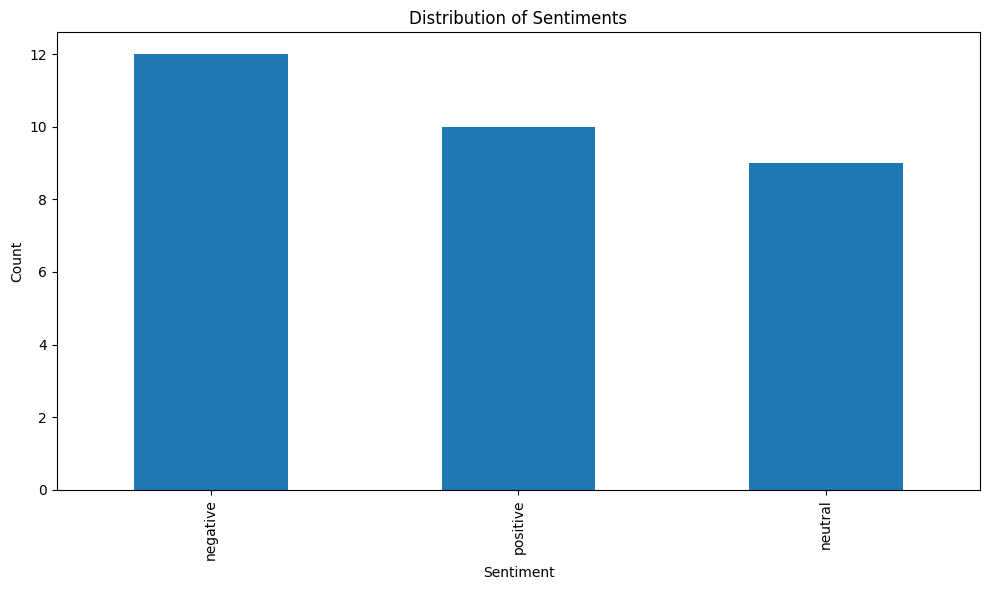 Distribution of Sentiments
Count
12
10
8
6
4
2
0
negative
positive
neutral
Sentiment